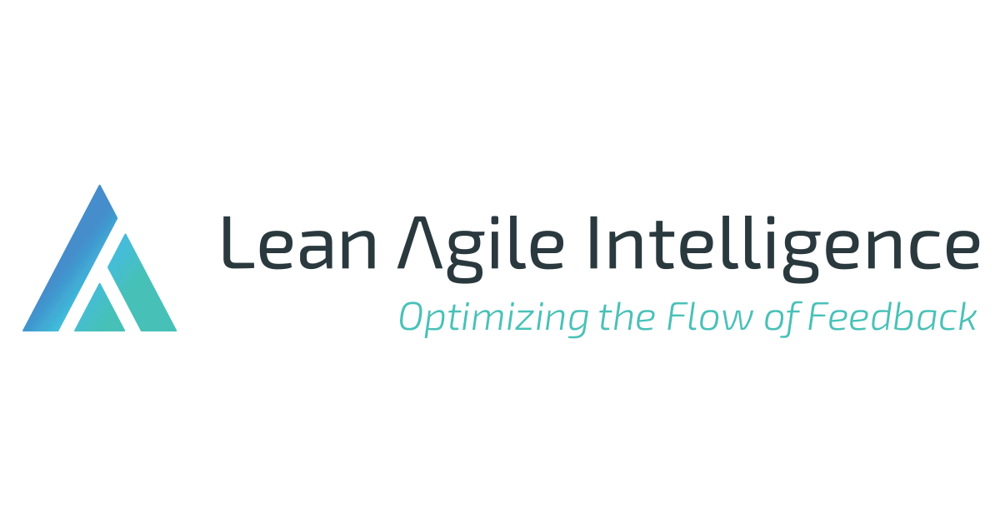 Lean Agile Intelligence
Optimizing the Flow of Feedback